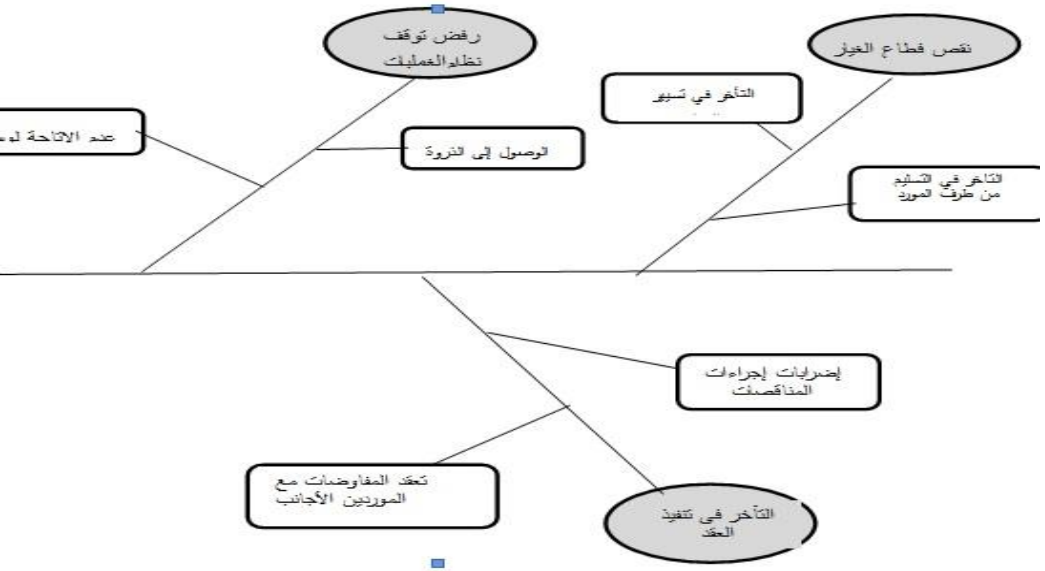 نقص قطاع الغيار
رفض توقف
نظام العمليات
التأخر في تسيير
عدم الاتاحة
الوصول إلى الذروة
التاخر في التسليم
من طرف المورد
إضرابات إجراءات
المناقصات
تعقد المفاوضات مع
الموردين الأجانب
التأخر في تنفيذ
العقد